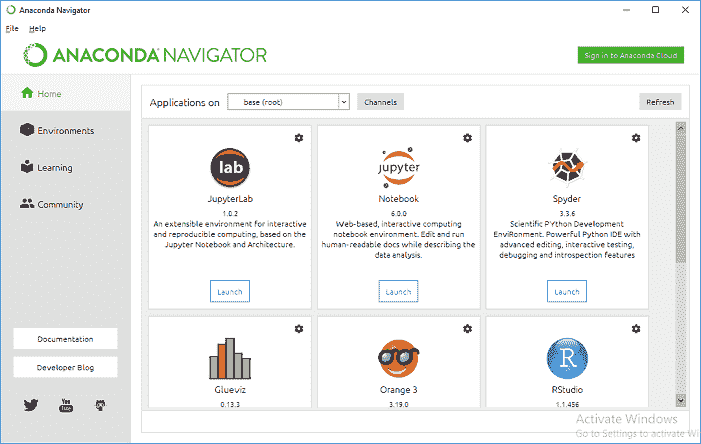 Anaconda Navigator
File Help
ANACONDA NAVIGATOR
Sign in to Anaconda Cloud
Home
Environments
Learning
Community
Documentation
Developer Blog
You
Tube
Applications on base (root) Channels Refresh
lab
JupyterLab
1.0.2
An extensible environment for interactive
and reproducible computing, based on the
Jupyter Notebook and Architecture.
Launch
jupyter
Notebook
6.0.0
Web-based, interactive computing
notebook environment. Edit and run
human-readable docs while describing the
data analysis.
Launch
Spyder
3.3.6
Scientific PYthon Development
EnviRonment. Powerful Python IDE with
advanced editing, interactive testing,
debugging and introspection features
Launch
Glueviz
0.13.3
Orange 3
3.19.0
R
RStudio
1.1.456
Activate Windows
Go to Settings to activate Wi